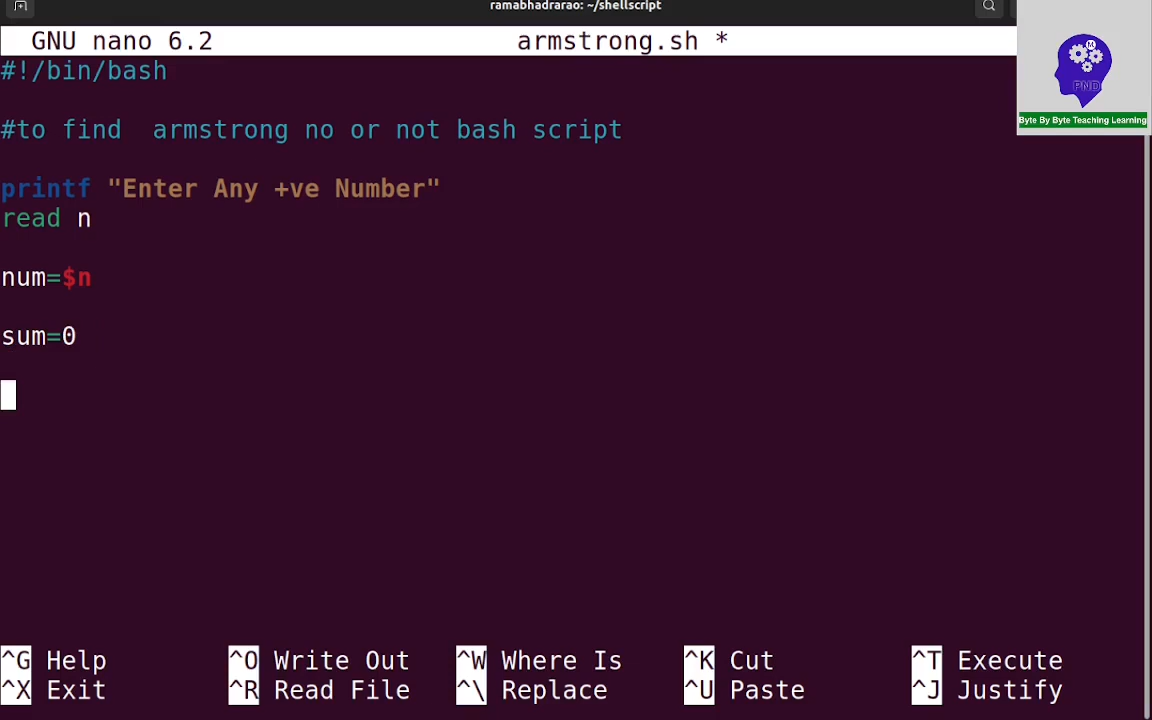 ramabhadrarao: ~/shellscript
GNU nano 6.2 armstrong.sh *
#!/bin/bash
#to find  armstrong no or not bash script
printf "Enter Any +ve Number"
read n
num=$n
sum=0
PND
Byte By Byte Teaching Learning
^G Help ^O Write Out ^W Where Is ^K Cut ^T Execute
^X Exit ^R Read File ^\ Replace ^U Paste ^J Justify